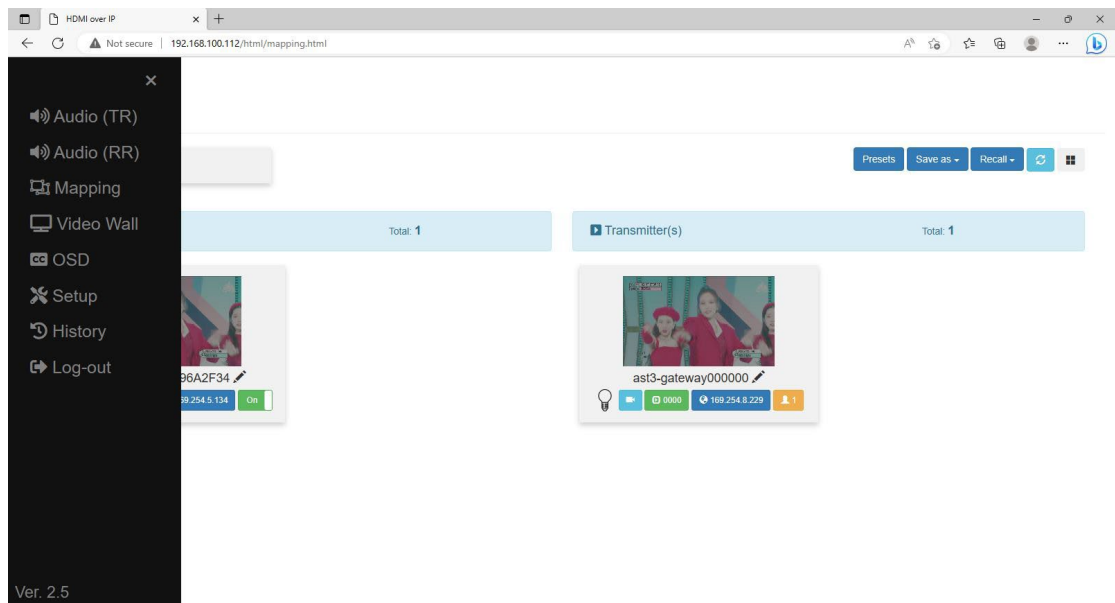 HDMI over IP
Not secure
192.168.100.112/html/mapping.html
Audio (TR)
Audio (RR)
Mapping
Video Wall
OSD
Setup
History
Log-out
Ver. 2.5
Presets
Save as
Recall
Total: 1
Transmitter(s)
Total: 1
96A2F34
69.254.5.134
On
ast3-gateway000000
0000
169.254.8.229
1